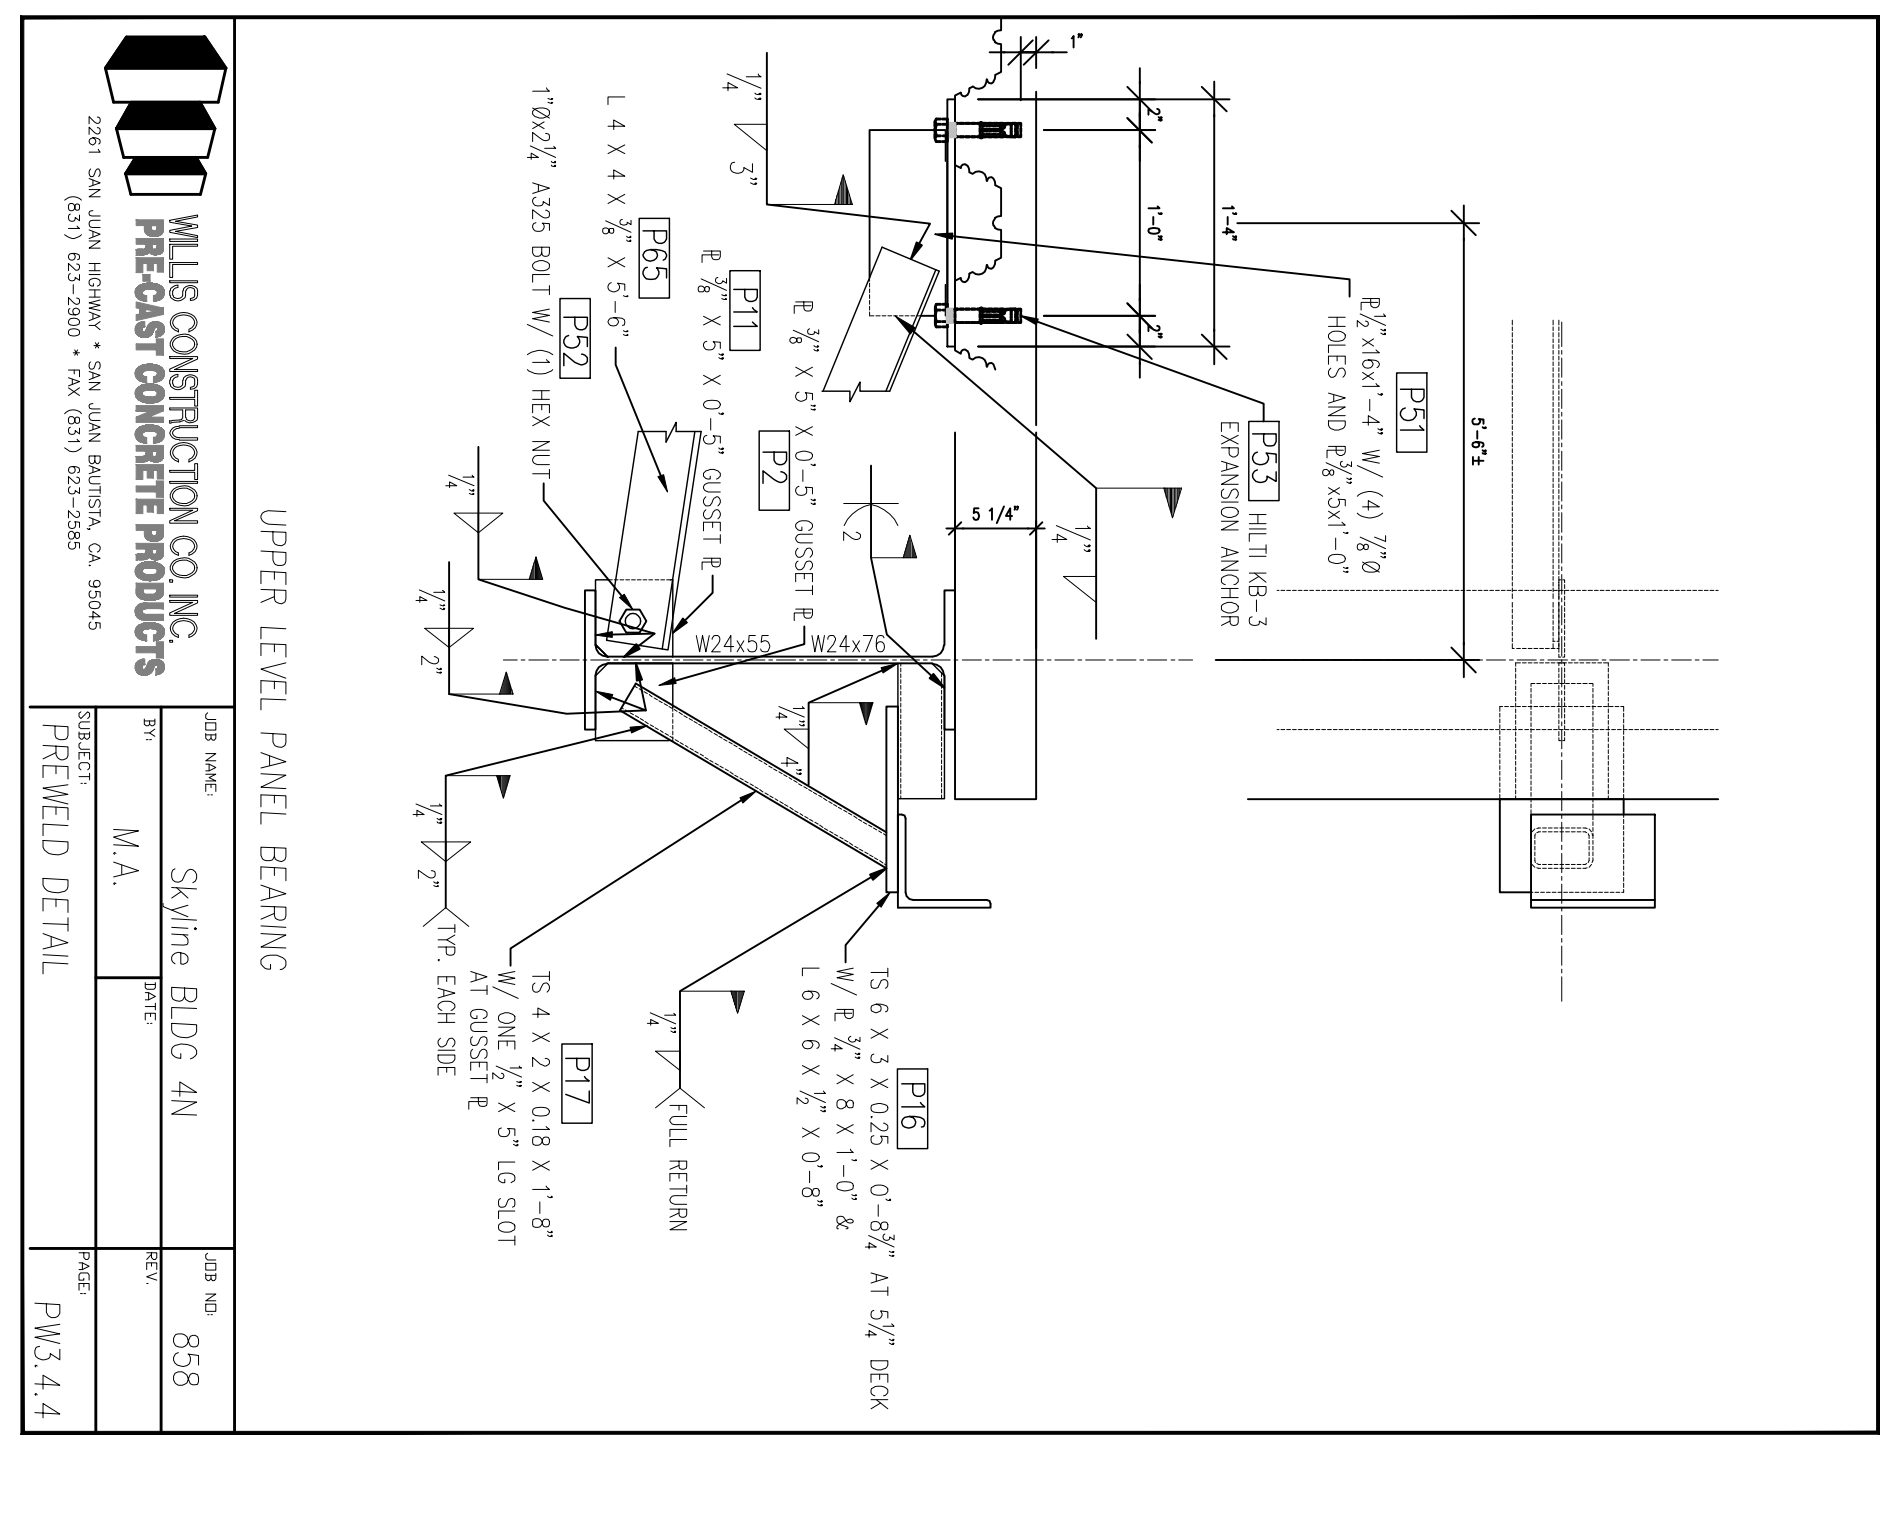 5'-6"±
P51
℄ 1/2"x16x1'-4" W/ (4) 7/8"Ø
HOLES AND ℄ 3/8"x5x1'-0"
P53 HILTI KB-3
EXPANSION ANCHOR
1'-4"
2"
1'-0"
2"
1"
1/4"
5 1/4"
1/4"
3"
2
P2
℄ 3/8" X 5" X 0'-5" GUSSET ℄
P11
℄ 3/8" X 5" X 0'-5" GUSSET ℄
P65
L 4 X 4 X 3/8" X 5'-6"
P52
1"Øx2 1/4" A325 BOLT W/ (1) HEX NUT
W24x55
W24x76
1/4"
4"
1/4"
1/4"
2"
1/4"
2"
TYP. EACH SIDE
P16
TS 6 X 3 X 0.25 X 0'-8 3/4" AT 5 1/4" DECK
W/ ℄ 3/4" X 8 X 1'-0" &
L 6 X 6 X 1/2" X 0'-8"
1/4"
FULL RETURN
P17
TS 4 X 2 X 0.18 X 1'-8"
W/ ONE 1/2" X 5" LG SLOT
AT GUSSET ℄
UPPER LEVEL PANEL BEARING
WILLIS CONSTRUCTION CO. INC.
PRE-CAST CONCRETE PRODUCTS
2261 SAN JUAN HIGHWAY * SAN JUAN BAUTISTA, CA. 95045
(831) 623-2900 * FAX (831) 623-2585
JOB NAME:
Skyline BLDG 4N
JOB NO:
858
BY:
M.A.
DATE:
REV.
SUBJECT:
PREWELD DETAIL
PAGE:
PW3.4.4